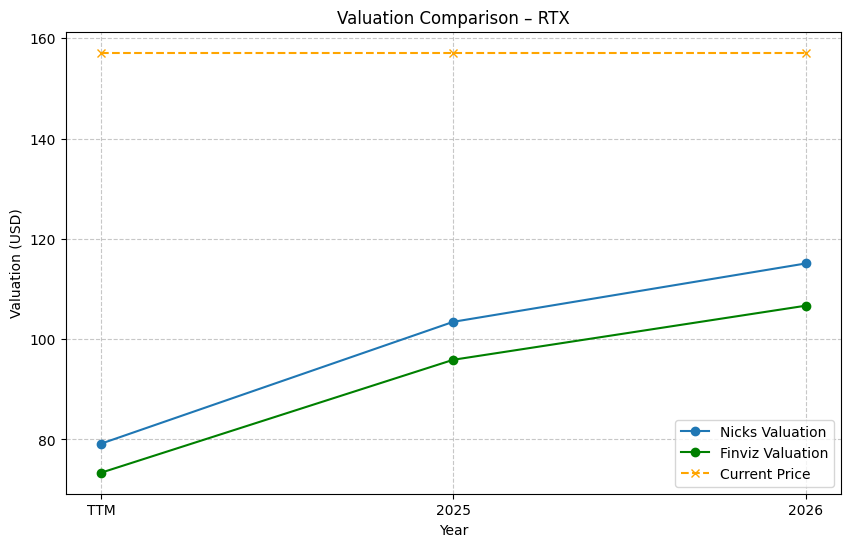 Valuation Comparison – RTX
Valuation (USD)
160
140
120
100
80
TTM
2025
2026
Year
Nicks Valuation
Finviz Valuation
Current Price